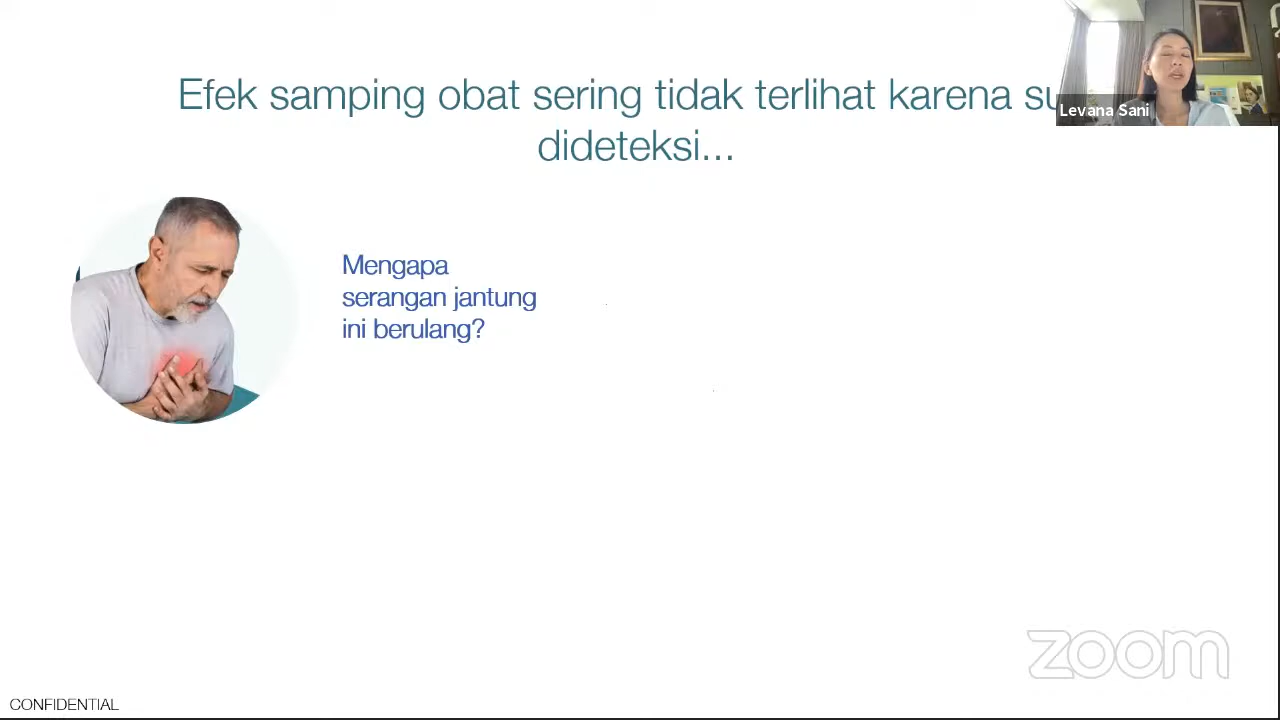 Efek samping obat sering tidak terlihat karena su
dideteksi...
Levana Sani
Mengapa
serangan jantung
ini berulang?
zoom
CONFIDENTIAL